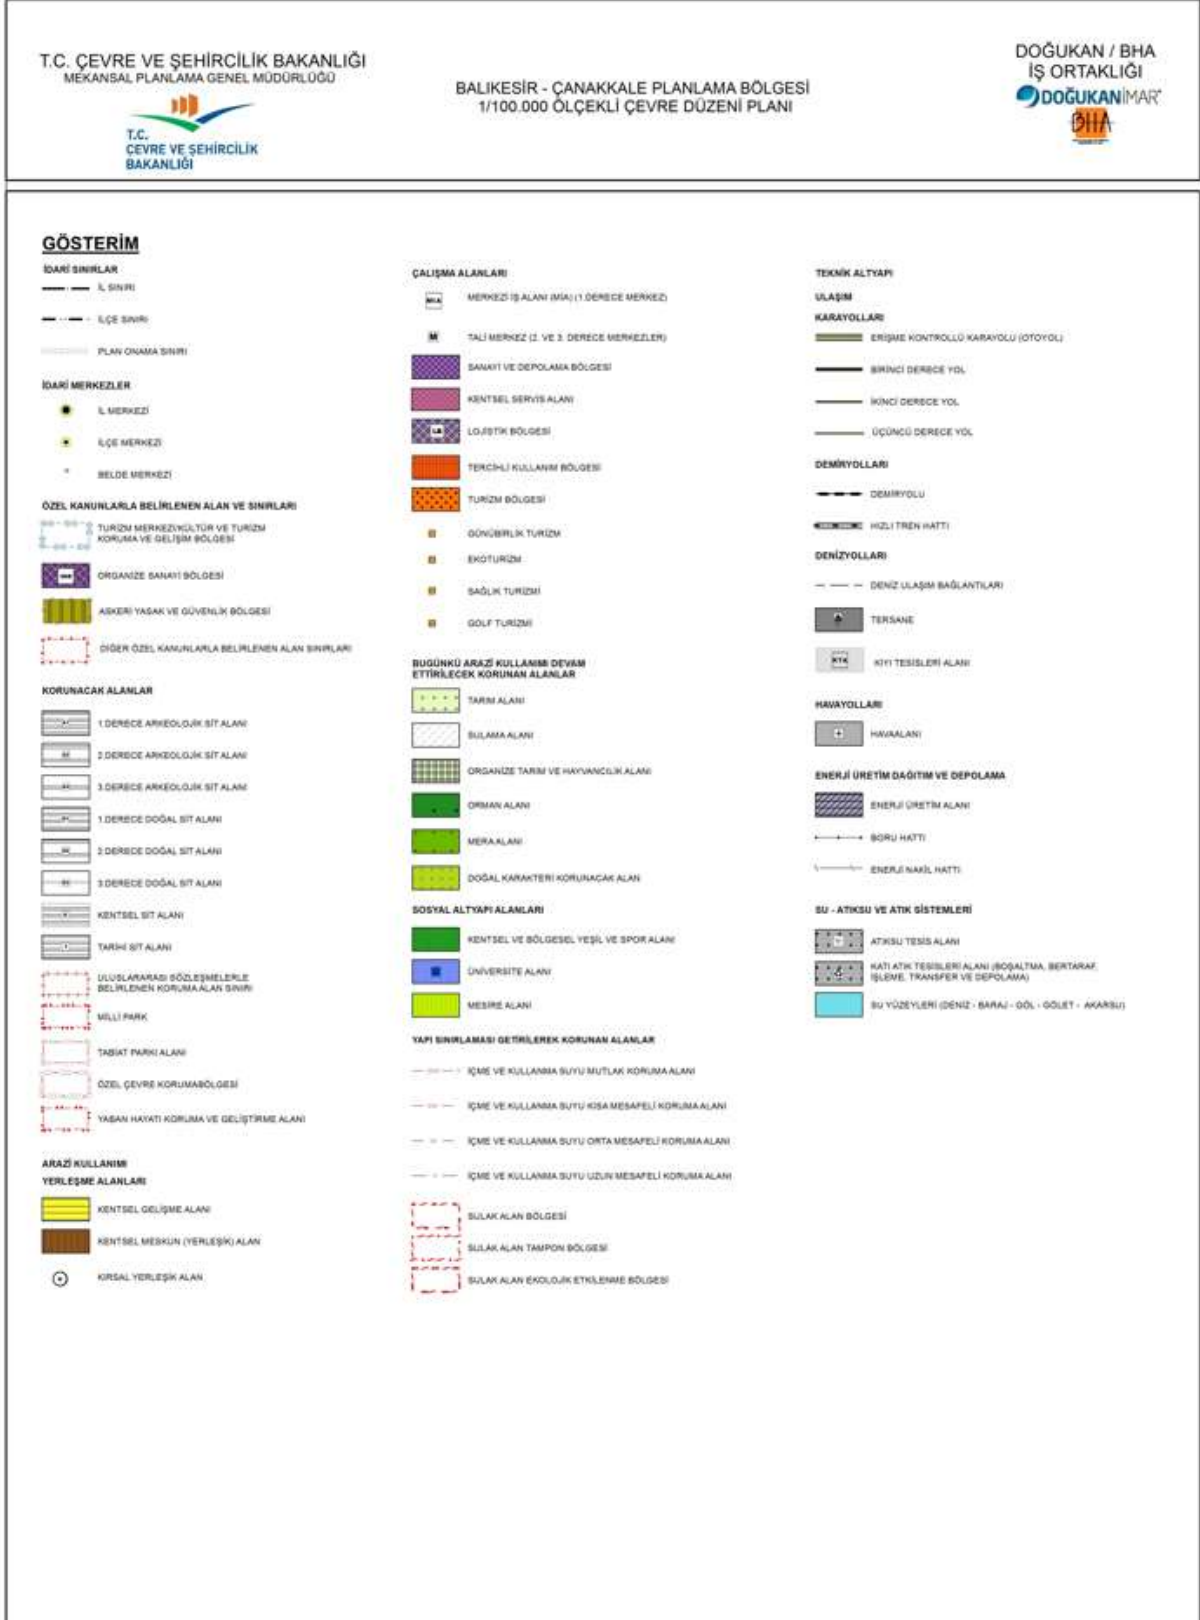 T.C. ÇEVRE VE ŞEHİRCİLİK BAKANLIĞI
MEKANSAL PLANLAMA GENEL MÜDÜRLÜĞÜ
T.C.
ÇEVRE VE ŞEHİRCİLİK
BAKANLIĞI
BALIKESİR - ÇANAKKALE PLANLAMA BÖLGESİ
1/100.000 ÖLÇEKLİ ÇEVRE DÜZENİ PLANI
DOĞUKAN / BHA
İŞ ORTAKLIĞI
DOĞUKANİMAR
BHA
GÖSTERİM
İDARİ SINIRLAR
İL SINIRI
İLÇE SINIRI
PLAN ONAMA SINIRI
İDARİ MERKEZLER
İL MERKEZİ
İLÇE MERKEZİ
BELDE MERKEZİ
ÖZEL KANUNLARLA BELİRLENEN ALAN VE SINIRLARI
TURİZM MERKEZİ/KÜLTÜR VE TURİZM
KORUMA VE GELİŞİM BÖLGESİ
ORGANİZE SANAYİ BÖLGESİ
ASKERİ YASAK VE GÜVENLİK BÖLGESİ
DİĞER ÖZEL KANUNLARLA BELİRLENEN ALAN SINIRLARI
KORUNACAK ALANLAR
1.DERECE ARKEOLOJİK SİT ALANI
2.DERECE ARKEOLOJİK SİT ALANI
3.DERECE ARKEOLOJİK SİT ALANI
1.DERECE DOĞAL SİT ALANI
2.DERECE DOĞAL SİT ALANI
3.DERECE DOĞAL SİT ALANI
KENTSEL SİT ALANI
TARİHİ SİT ALANI
ULUSLARARASI SÖZLEŞMELERLE
BELİRLENEN KORUMA ALAN SINIRI
MİLLİ PARK
TABİAT PARKI ALANI
ÖZEL ÇEVRE KORUMABÖLGESİ
YABAN HAYATI KORUMA VE GELİŞTİRME ALANI
ARAZİ KULLANIMI
YERLEŞME ALANLARI
KENTSEL GELİŞME ALANI
KENTSEL MESKUN (YERLEŞİK) ALAN
KIRSAL YERLEŞİK ALAN
ÇALIŞMA ALANLARI
MİA MERKEZİ İŞ ALANI (MİA) (1.DERECE MERKEZ)
M TALİ MERKEZ (2. VE 3. DERECE MERKEZLER)
SANAYİ VE DEPOLAMA BÖLGESİ
KENTSEL SERVİS ALANI
LB LOJİSTİK BÖLGESİ
TERCİHLİ KULLANIM BÖLGESİ
TURİZM BÖLGESİ
GÜNÜBİRLİK TURİZM
EKOTURİZM
SAĞLIK TURİZMİ
GOLF TURİZMİ
BUGÜNKÜ ARAZİ KULLANIMI DEVAM
ETTİRİLECEK KORUNAN ALANLAR
TARIM ALANI
SULAMA ALANI
ORGANİZE TARIM VE HAYVANCILIK ALANI
ORMAN ALANI
MERA ALANI
DOĞAL KARAKTERİ KORUNACAK ALAN
SOSYAL ALTYAPI ALANLARI
KENTSEL VE BÖLGESEL YEŞİL VE SPOR ALANI
ÜNİVERSİTE ALANI
MESİRE ALANI
YAPI SINIRLAMASI GETİRİLEREK KORUNAN ALANLAR
İÇME VE KULLANMA SUYU MUTLAK KORUMA ALANI
İÇME VE KULLANMA SUYU KISA MESAFELİ KORUMA ALANI
İÇME VE KULLANMA SUYU ORTA MESAFELİ KORUMA ALANI
İÇME VE KULLANMA SUYU UZUN MESAFELİ KORUMA ALANI
SULAK ALAN BÖLGESİ
SULAK ALAN TAMPON BÖLGESİ
SULAK ALAN EKOLOJİK ETKİLENME BÖLGESİ
TEKNİK ALTYAPI
ULAŞIM
KARAYOLLARI
ERİŞME KONTROLLÜ KARAYOLU (OTOYOL)
BİRİNCİ DERECE YOL
İKİNCİ DERECE YOL
ÜÇÜNCÜ DERECE YOL
DEMİRYOLLARI
DEMİRYOLU
HIZLI TREN HATTI
DENİZYOLLARI
DENİZ ULAŞIM BAĞLANTILARI
TERSANE
KYA KIYI TESİSLERİ ALANI
HAVAYOLLARI
HAVAALANI
ENERJİ ÜRETİM DAĞITIM VE DEPOLAMA
ENERJİ ÜRETİM ALANI
BORU HATTI
ENERJİ NAKİL HATTI
SU - ATIKSU VE ATIK SİSTEMLERİ
ATIKSU TESİS ALANI
KATI ATIK TESİSLERİ ALANI (BOŞALTMA, BERTARAF,
İŞLEME, TRANSFER VE DEPOLAMA)
SU YÜZEYLERİ (DENİZ - BARAJ - GÖL - GÖLET - AKARSU)